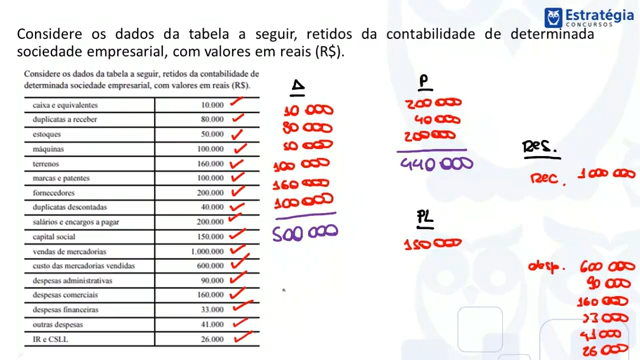 Estratégia
CONCURSOS
Considere os dados da tabela a seguir, retidos da contabilidade de determinada
sociedade empresarial, com valores em reais (R$).
Considere os dados da tabela a seguir, retidos da contabilidade de
determinada sociedade empresarial, com valores em reais (R$).
caixa e equivalentes 10.000
duplicatas a receber 80.000
estoques 50.000
máquinas 100.000
terrenos 160.000
marcas e patentes 100.000
fornecedores 200.000
duplicatas descontadas 40.000
salários e encargos a pagar 200.000
capital social 150.000
vendas de mercadorias 1.000.000
custo das mercadorias vendidas 600.000
despesas administrativas 90.000
despesas comerciais 160.000
despesas financeiras 33.000
outras despesas 41.000
IR e CSLL 26.000
A
10 000
80 000
50 000
100 000
160 000
100 000
500 000
P
200 000
40 000
200 000
440 000
PL
150 000
RES.
REC. 1 000 000
desp. 600 000
90 000
160 000
33 000
41 000
26 000